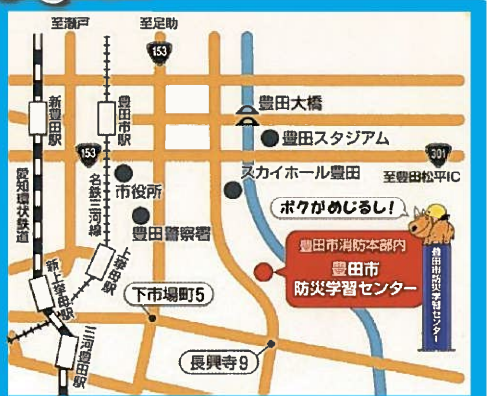 至瀬戸
至足助
153
新豊田駅
豊田市駅
豊田大橋
豊田スタジアム
153
301
愛知環状鉄道
名鉄三河線
市役所
スカイホール豊田
至豊田松平IC
豊田警察署
ボクがめじるし!
上挙母駅
豊田市消防本部内
豊田市
防災学習センター
豊田市防災学習センター
新上挙母駅
下市場町5
三河豊田駅
長興寺9